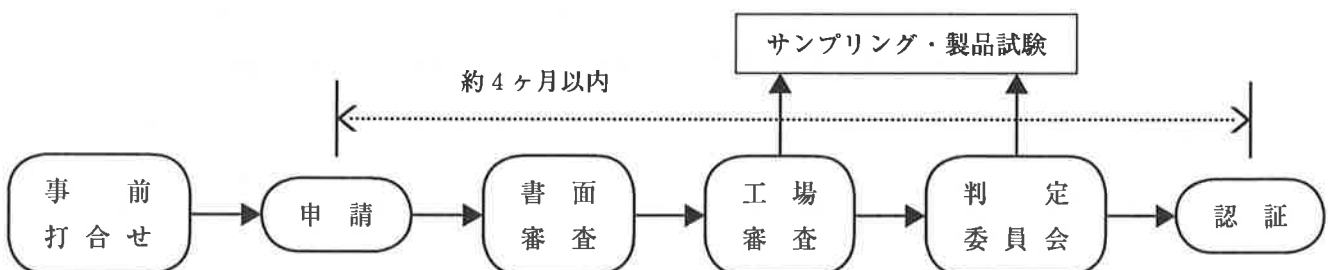 サンプリング・製品試験
約4ヶ月以内
事前
打合せ
申請
書面
審査
工場
審査
判定
委員会
認証